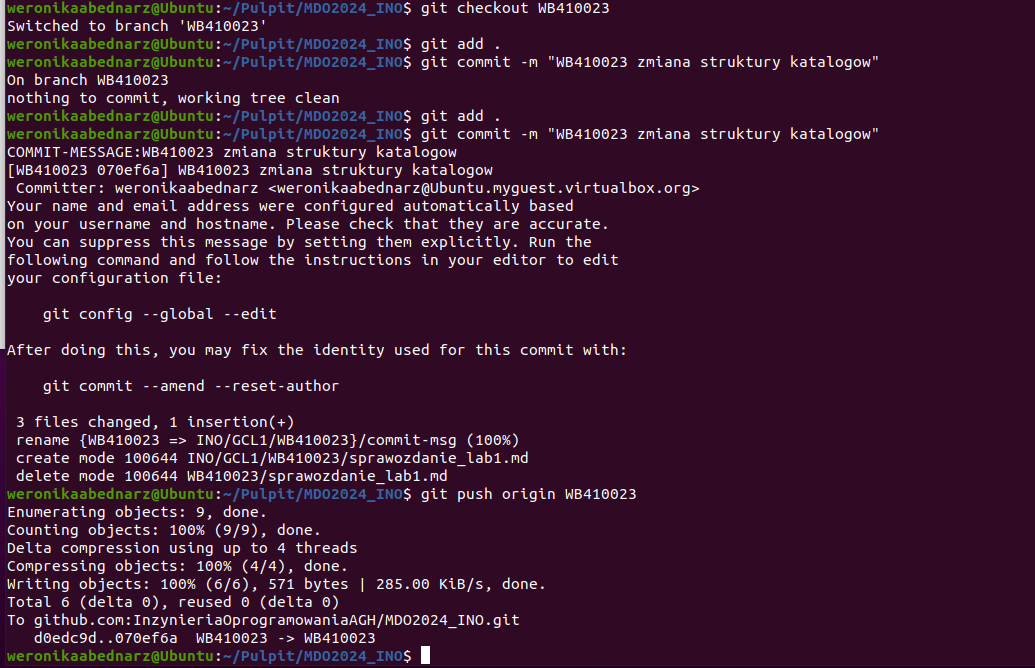 weronikaabednarz@Ubuntu:~/Pulpit/MDO2024_INO$ git checkout WB410023
Switched to branch 'WB410023'
weronikaabednarz@Ubuntu:~/Pulpit/MDO2024_INO$ git add .
weronikaabednarz@Ubuntu:~/Pulpit/MDO2024_INO$ git commit -m "WB410023 zmiana struktury katalogow"
On branch WB410023
nothing to commit, working tree clean
weronikaabednarz@Ubuntu:~/Pulpit/MDO2024_INO$ git add .
weronikaabednarz@Ubuntu:~/Pulpit/MDO2024_INO$ git commit -m "WB410023 zmiana struktury katalogow"
COMMIT-MESSAGE:WB410023 zmiana struktury katalogow
[WB410023 070ef6a] WB410023 zmiana struktury katalogow
 Committer: weronikaabednarz <weronikaabednarz@Ubuntu.myguest.virtualbox.org>
Your name and email address were configured automatically based
on your username and hostname. Please check that they are accurate.
You can suppress this message by setting them explicitly. Run the
following command and follow the instructions in your editor to edit
your configuration file:
    git config --global --edit
After doing this, you may fix the identity used for this commit with:
    git commit --amend --reset-author
 3 files changed, 1 insertion(+)
 rename {WB410023 => INO/GCL1/WB410023}/commit-msg (100%)
 create mode 100644 INO/GCL1/WB410023/sprawozdanie_lab1.md
 delete mode 100644 WB410023/sprawozdanie_lab1.md
weronikaabednarz@Ubuntu:~/Pulpit/MDO2024_INO$ git push origin WB410023
Enumerating objects: 9, done.
Counting objects: 100% (9/9), done.
Delta compression using up to 4 threads
Compressing objects: 100% (4/4), done.
Writing objects: 100% (6/6), 571 bytes | 285.00 KiB/s, done.
Total 6 (delta 0), reused 0 (delta 0)
To github.com:InzynieriaOprogramowaniaAGH/MDO2024_INO.git
   d0edc9d..070ef6a  WB410023 -> WB410023
weronikaabednarz@Ubuntu:~/Pulpit/MDO2024_INO$